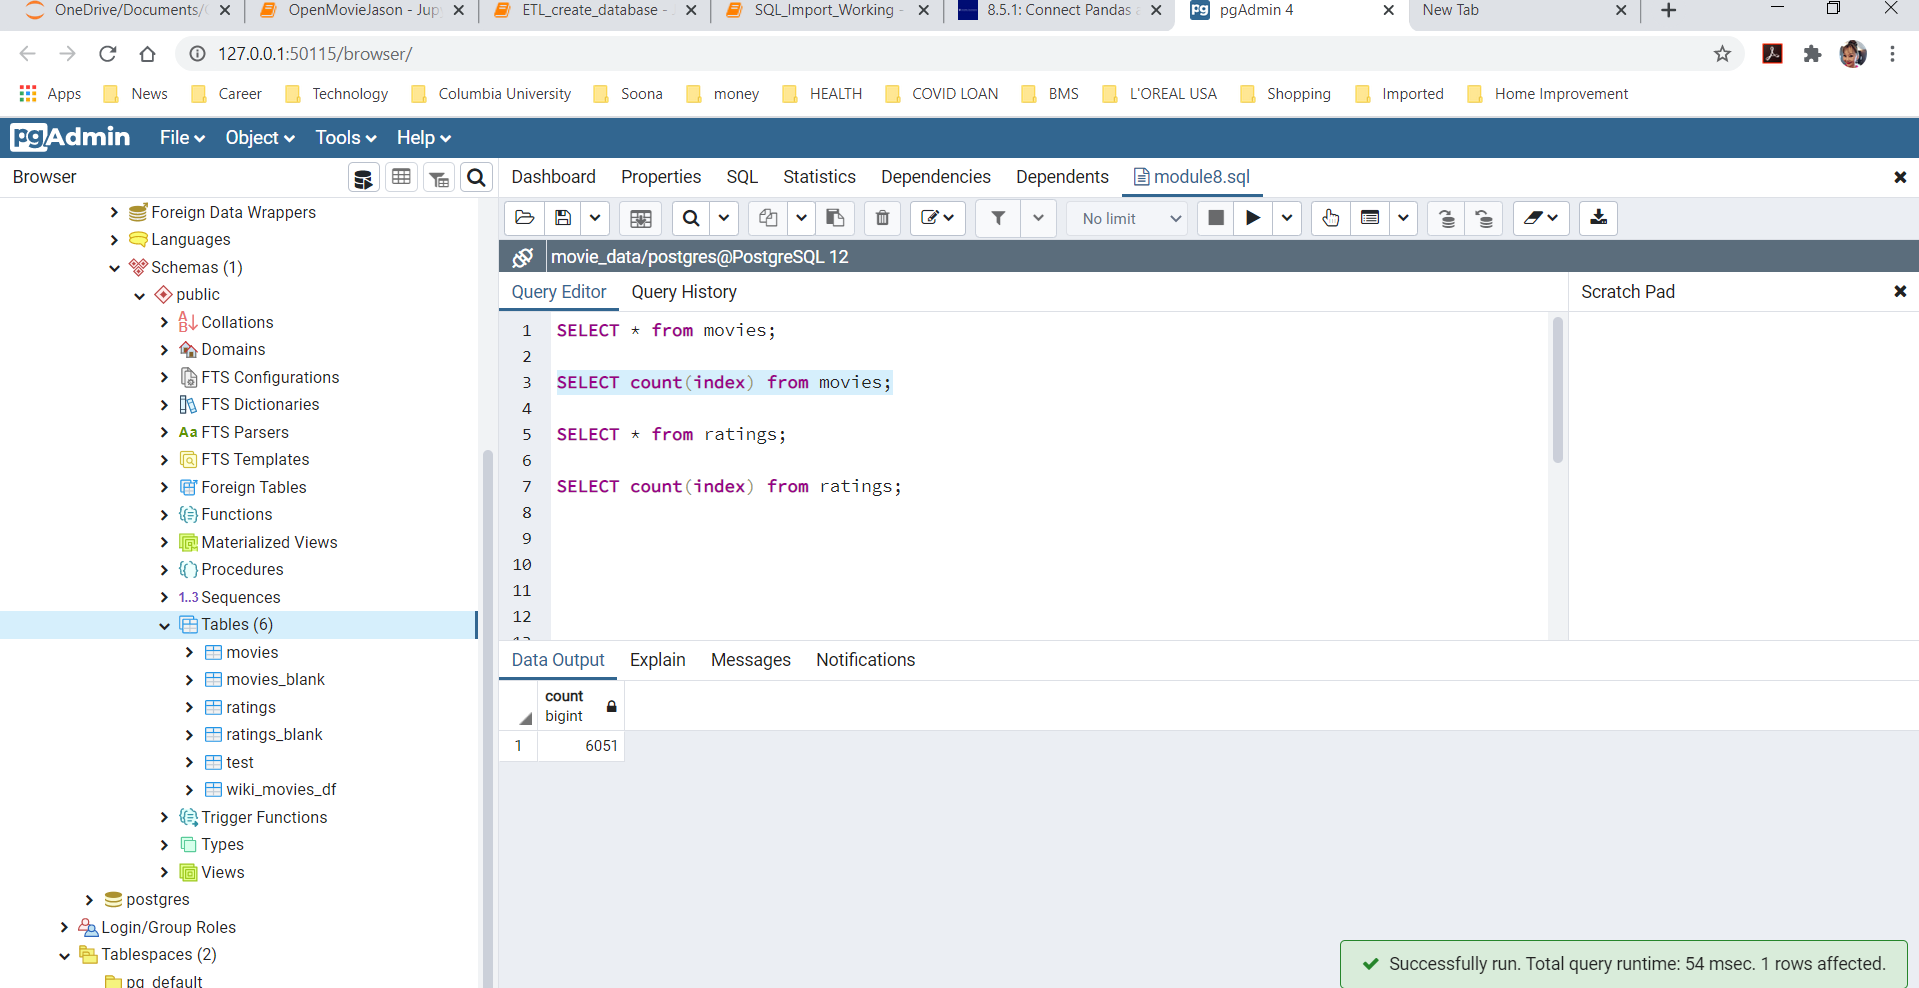 OneDrive/Documents/
OpenMovieJason - Jup
ETL_create_database -
SQL_Import_Working -
8.5.1: Connect Pandas a
pgAdmin 4
New Tab
127.0.0.1:50115/browser/
Apps News Career Technology Columbia University Soona money HEALTH COVID LOAN BMS L'OREAL USA Shopping Imported Home Improvement
pgAdmin File Object Tools Help
Browser
Dashboard Properties SQL Statistics Dependencies Dependents module8.sql
No limit
movie_data/postgres@PostgreSQL 12
Query Editor Query History
Scratch Pad
Foreign Data Wrappers
Languages
Schemas (1)
public
Collations
Domains
FTS Configurations
FTS Dictionaries
Aa FTS Parsers
FTS Templates
Foreign Tables
Functions
Materialized Views
Procedures
1..3 Sequences
Tables (6)
movies
movies_blank
ratings
ratings_blank
test
wiki_movies_df
Trigger Functions
Types
Views
postgres
Login/Group Roles
Tablespaces (2)
pg_default
1 SELECT * from movies;
2
3 SELECT count(index) from movies;
4
5 SELECT * from ratings;
6
7 SELECT count(index) from ratings;
8
9
10
11
12
13
Data Output Explain Messages Notifications
count
bigint
1 6051
Successfully run. Total query runtime: 54 msec. 1 rows affected.